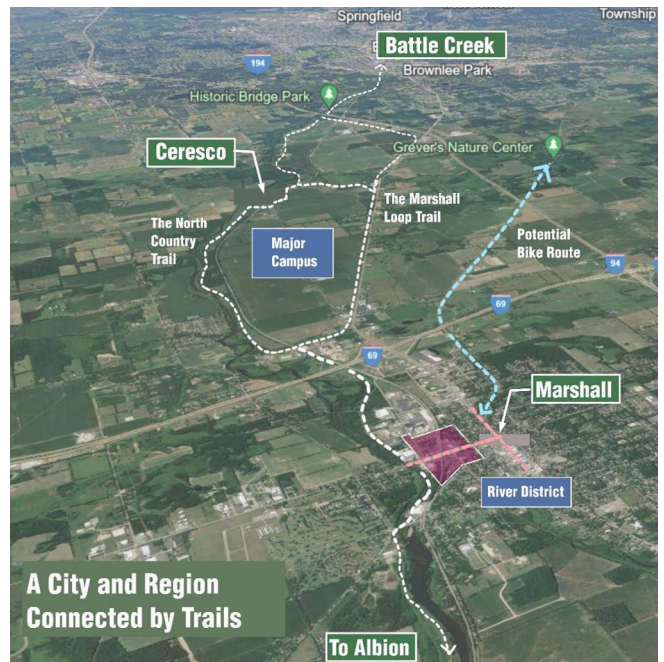 Springfield
Township
Battle Creek
194
Brownlee Park
Historic Bridge Park
Ceresco
Grever's Nature Center
The Marshall
Loop Trail
The North
Country
Trail
Major
Campus
Potential
Bike Route
94
69
69
Marshall
River District
A City and Region
Connected by Trails
To Albion